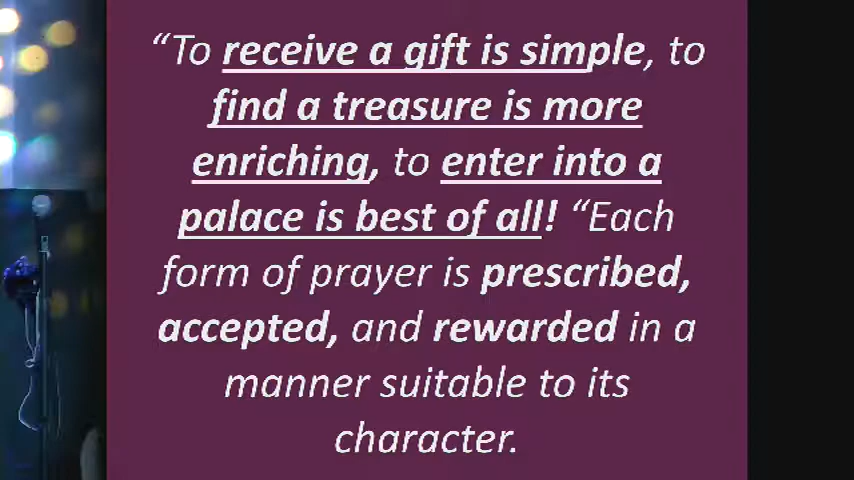 “To receive a gift is simple, to
find a treasure is more
enriching, to enter into a
palace is best of all! “Each
form of prayer is prescribed,
accepted, and rewarded in a
manner suitable to its
character.